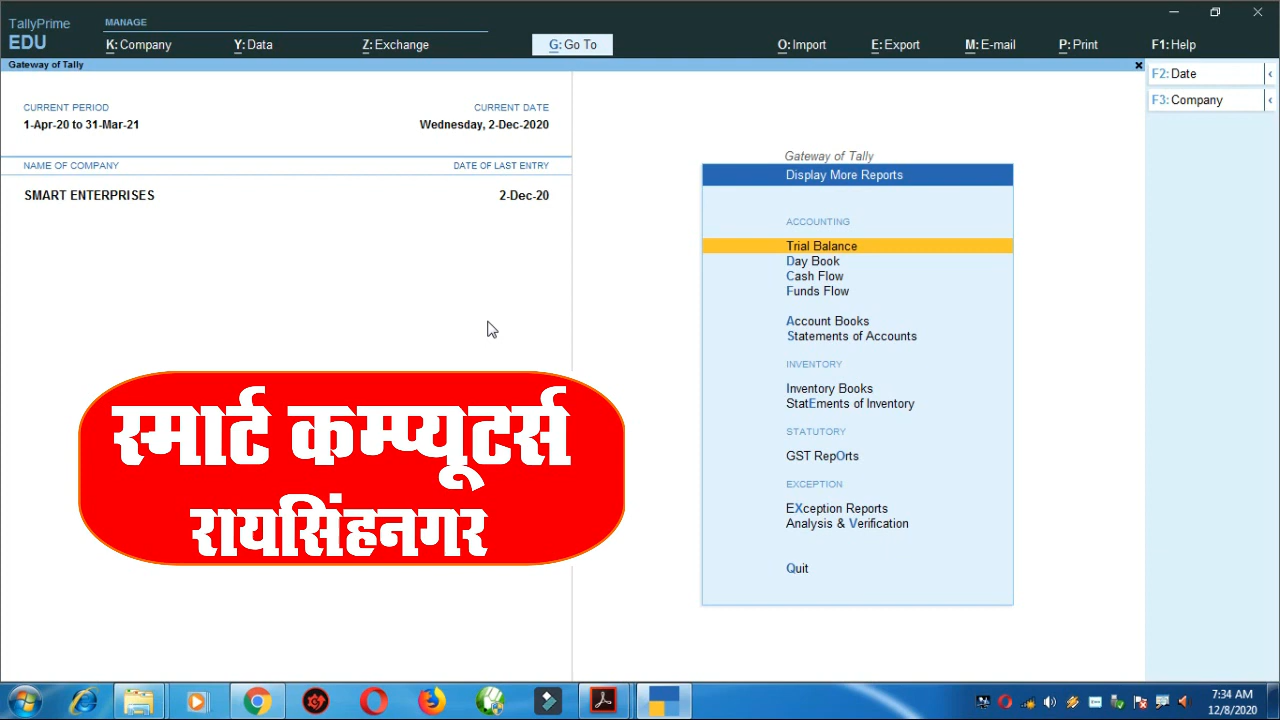 TallyPrime
EDU
MANAGE
K: Company
Y: Data
Z: Exchange
G: Go To
O: Import
E: Export
M: E-mail
P: Print
F1: Help
Gateway of Tally
F2: Date
F3: Company
CURRENT PERIOD
CURRENT DATE
1-Apr-20 to 31-Mar-21
Wednesday, 2-Dec-2020
NAME OF COMPANY
DATE OF LAST ENTRY
SMART ENTERPRISES
2-Dec-20
Gateway of Tally
Display More Reports
ACCOUNTING
Trial Balance
Day Book
Cash Flow
Funds Flow
Account Books
Statements of Accounts
INVENTORY
Inventory Books
StatEments of Inventory
STATUTORY
GST RepOrts
EXCEPTION
EXception Reports
Analysis & Verification
Quit
स्मार्ट कम्प्यूटर्स
रायसिंहनगर
7:34 AM
12/8/2020